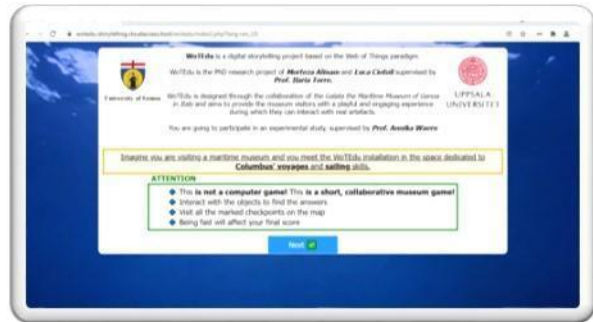 WoTEdu is a digital storytelling project based on the Web of Things paradigm.
WoTEdu is the PhD research project of Morteza Alinam and Luca Ciotoli supervised by
Prof. Ilaria Torre.
University of Genova
UPPSALA
UNIVERSITET
WoTEdu is designed through the collaboration of the Galata the Maritime Museum of Genoa
in Italy and aims to provide the museum visitors with a playful and engaging experience
during which they can interact with real artefacts.
You are going to participate in an experimental study, supervised by Prof. Annika Waern
Imagine you are visiting a maritime museum and you meet the WoTEdu installation in the space dedicated to
Columbus' voyages and sailing skills.
ATTENTION
This is not a computer game! This is a short, collaborative museum game!
Interact with the objects to find the answers
Visit all the marked checkpoints on the map
Being fast will affect your final score
Next